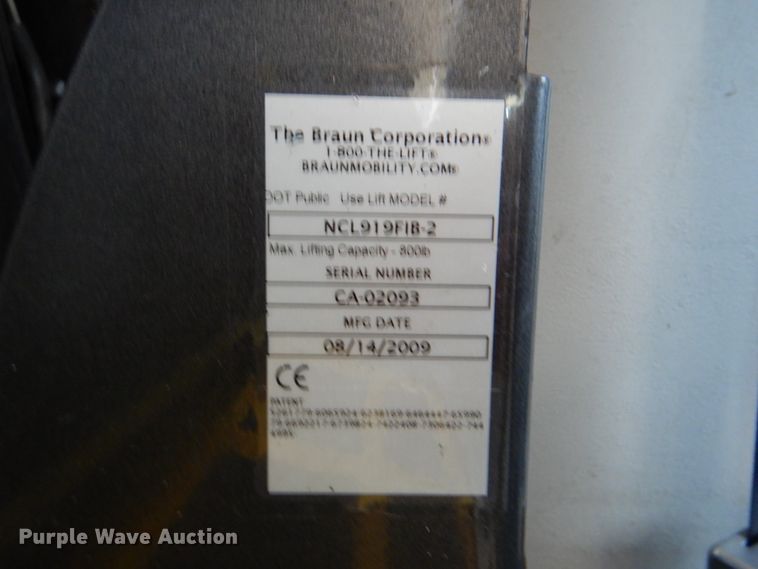 The Braun Corporation®
1-800-THE-LIFT®
BRAUNMOBILITY.COM®
DOT Public Use Lift MODEL #
NCL919FIB-2
Max. Lifting Capacity - 800lb
SERIAL NUMBER
CA-02093
MFG DATE
08/14/2009
CE
PATENT
Purple Wave Auction